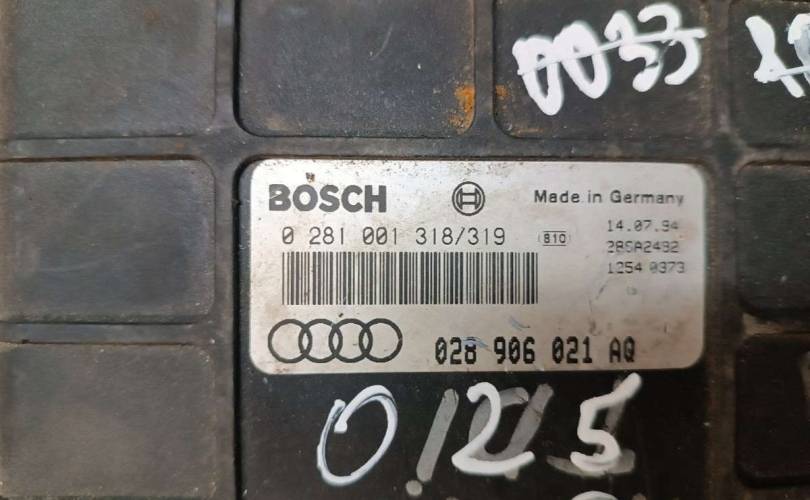 0033
BOSCH
Made in Germany
0 281 001 318/319
B10
14.07.94
28SA2492
1254 0373
028 906 021 AQ
0125